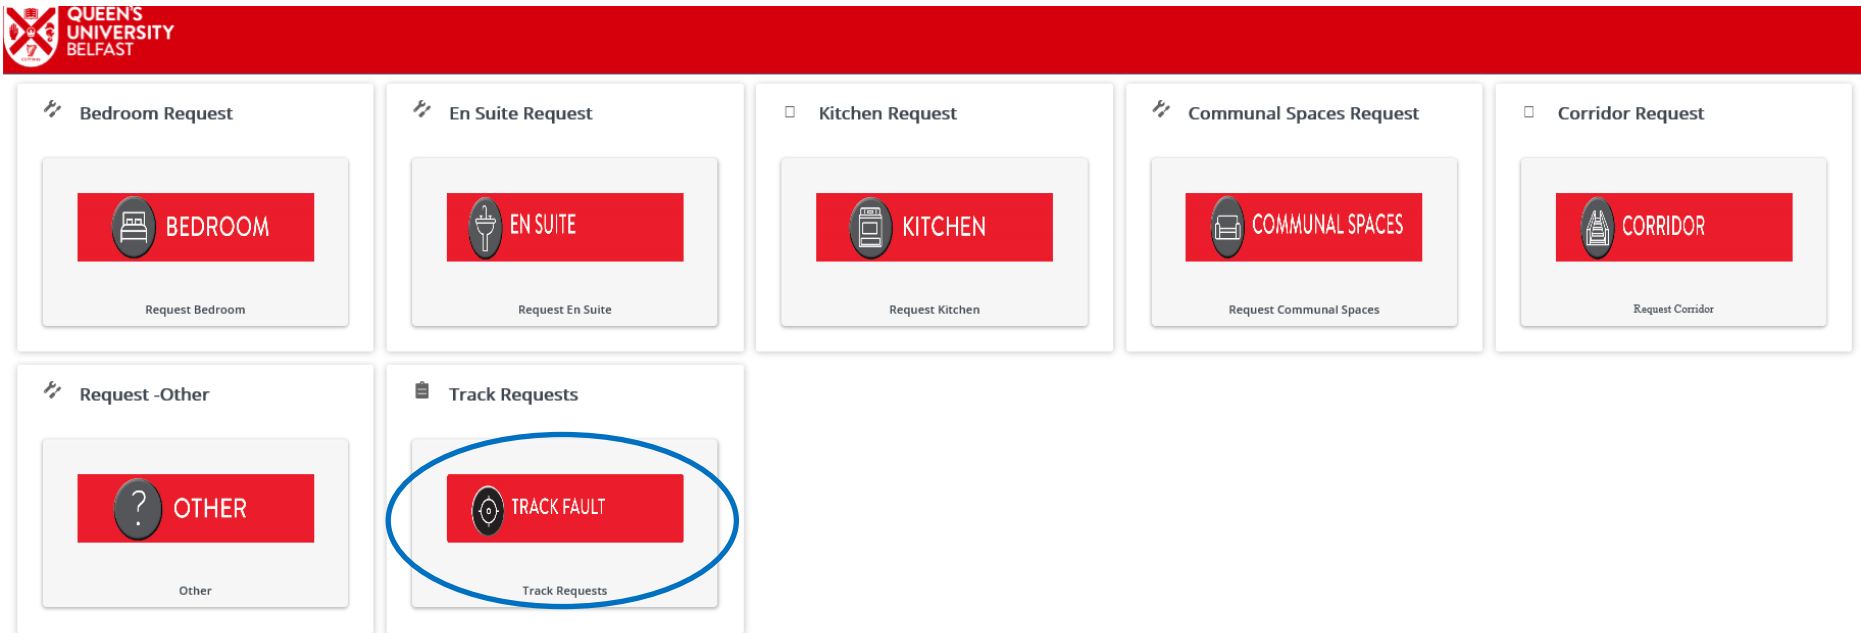 QUEEN'S
UNIVERSITY
BELFAST
Bedroom Request
En Suite Request
Kitchen Request
Communal Spaces Request
Corridor Request
BEDROOM
EN SUITE
KITCHEN
COMMUNAL SPACES
CORRIDOR
Request Bedroom
Request En Suite
Request Kitchen
Request Communal Spaces
Request Corridor
Request -Other
Track Requests
? OTHER
TRACK FAULT
Other
Track Requests